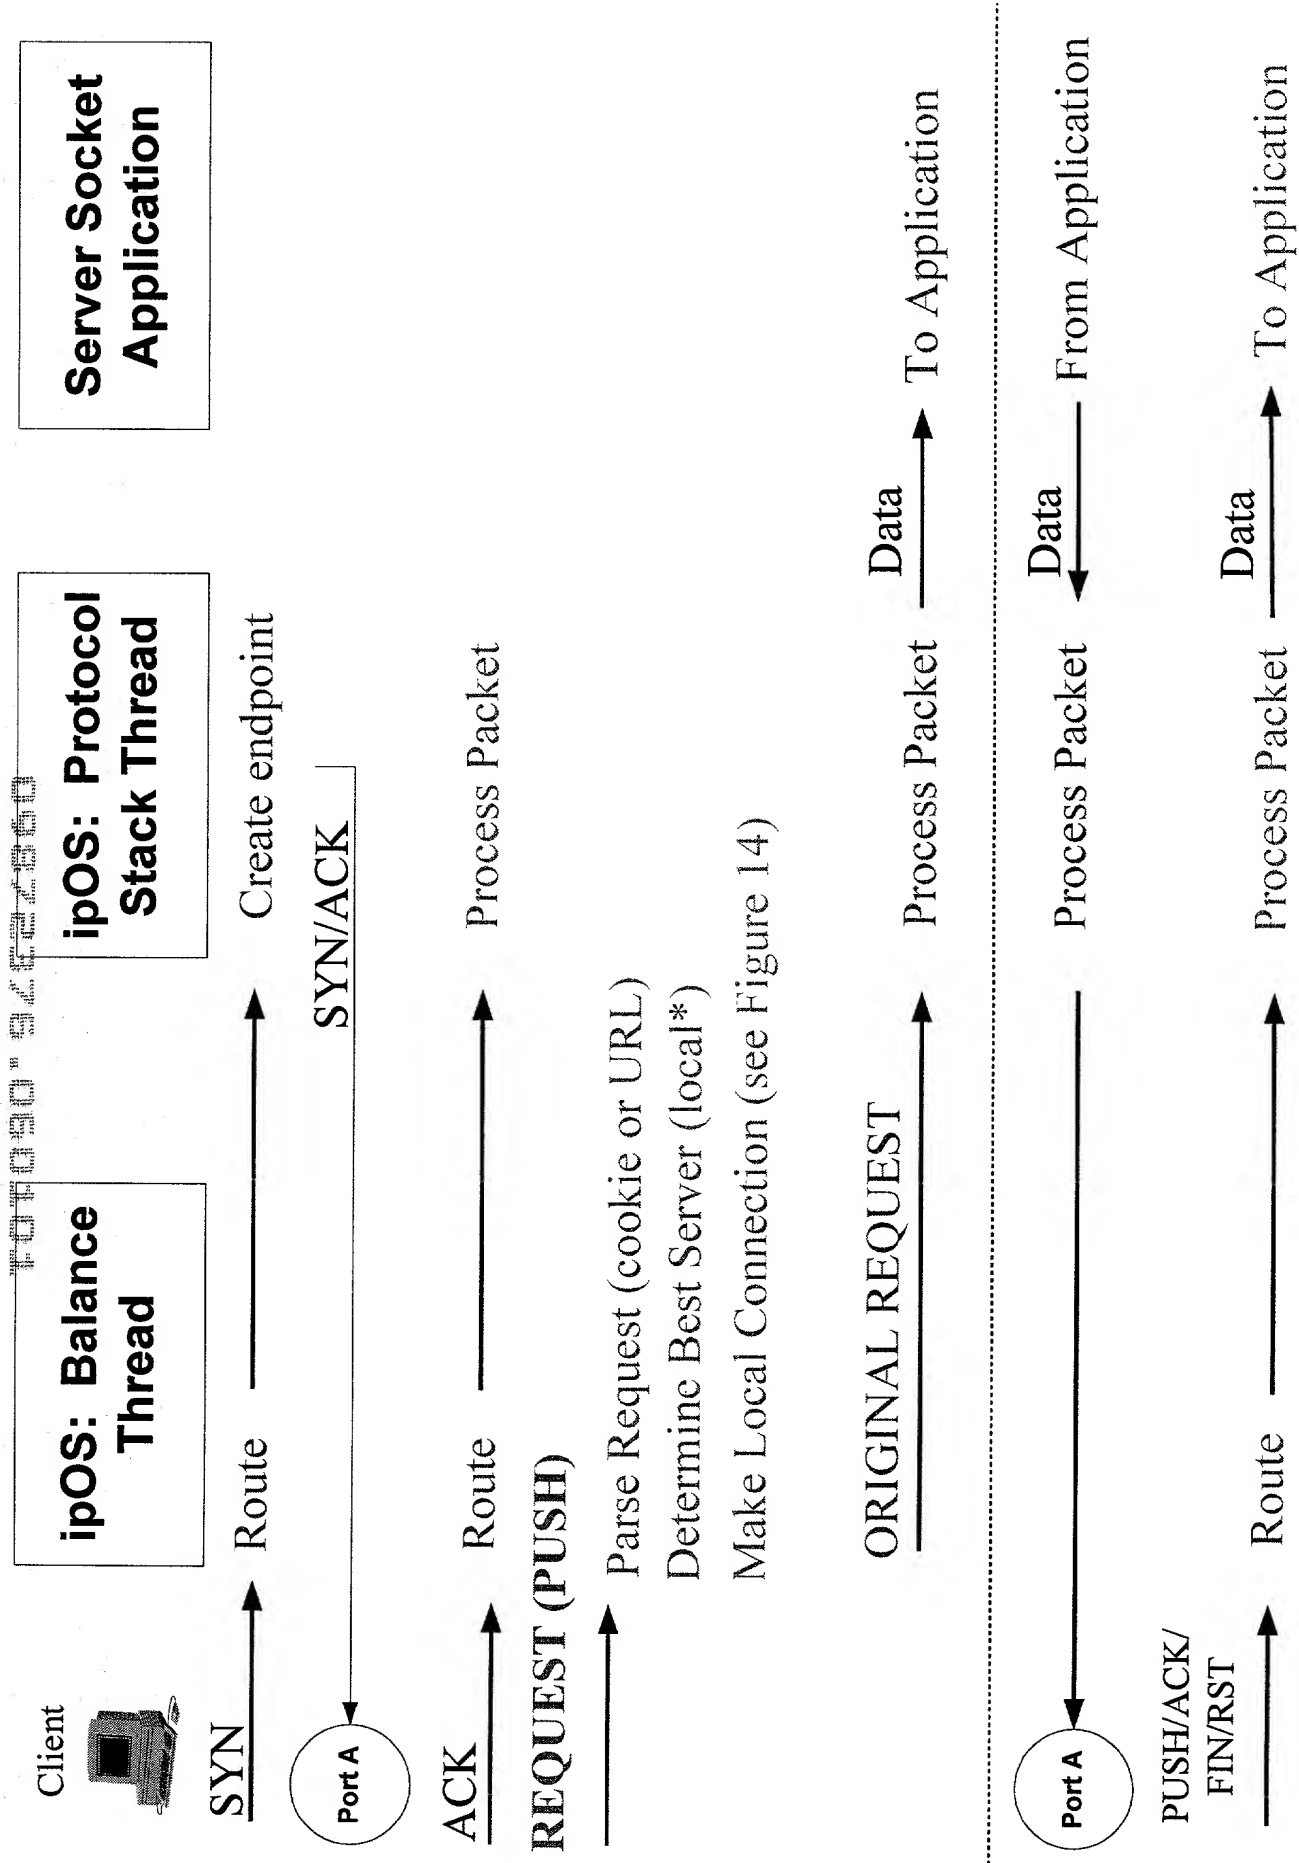 Client
ipOS: Balance
Thread
ipOS: Protocol
Stack Thread
Server Socket
Application
SYN
Route
Create endpoint
SYN/ACK
Port A
ACK
Route
Process Packet
REQUEST (PUSH)
Parse Request (cookie or URL)
Determine Best Server (local*)
Make Local Connection (see Figure 14)
ORIGINAL REQUEST
Process Packet
Data
To Application
Port A
Process Packet
Data
From Application
PUSH/ACK/
FIN/RST
Route
Process Packet
Data
To Application